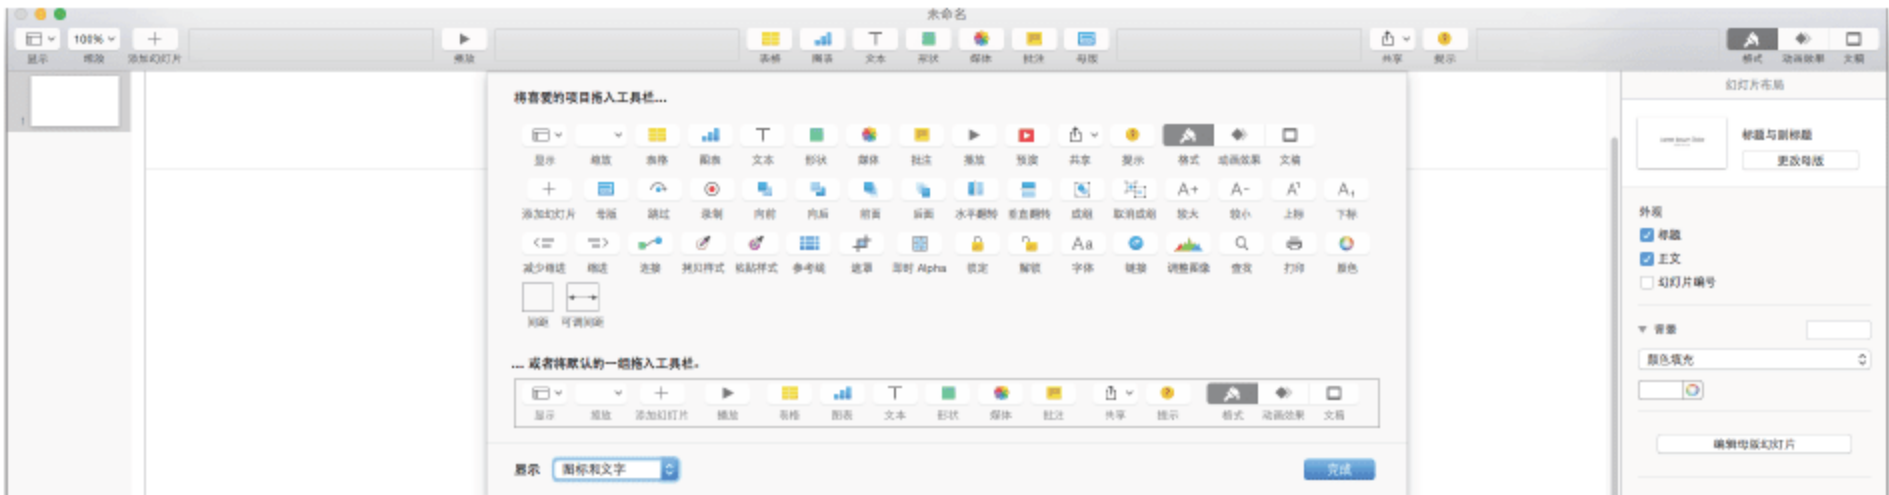 未命名
100%
显示 缩放 添加幻灯片 播放 表格 图表 文本 形状 媒体 批注 母版 共享 提示 格式 动画效果 文稿
1
将喜爱的项目拖入工具栏...
显示 缩放 表格 图表 文本 形状 媒体 批注 播放 预演 共享 提示 格式 动画效果 文稿
添加幻灯片 母版 跳过 录制 向前 向后 前面 后面 水平翻转 垂直翻转 成组 取消成组 较大 较小 上标 下标
减少缩进 缩进 连接 拷贝样式 粘贴样式 参考线 遮罩 即时 Alpha 锁定 解锁 字体 链接 调整图像 查找 打印 颜色
间距 可调间距
... 或者将默认的一组拖入工具栏。
显示 缩放 添加幻灯片 播放 表格 图表 文本 形状 媒体 批注 共享 提示 格式 动画效果 文稿
显示 图标和文字
完成
幻灯片布局
标题与副标题
更改母版
外观
标题
正文
幻灯片编号
背景
颜色填充
编辑母版幻灯片